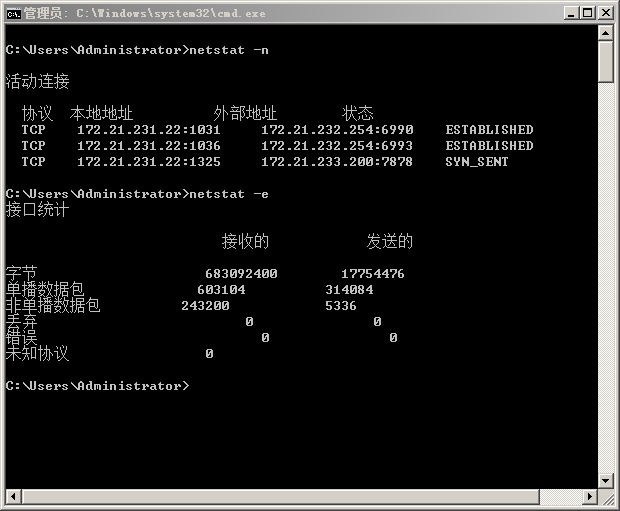 管理员: C:\Windows\system32\cmd.exe
C:\Users\Administrator>netstat -n
活动连接
协议 本地地址 外部地址 状态
TCP 172.21.231.22:1031 172.21.232.254:6990 ESTABLISHED
TCP 172.21.231.22:1036 172.21.232.254:6993 ESTABLISHED
TCP 172.21.231.22:1325 172.21.233.200:7878 SYN_SENT
C:\Users\Administrator>netstat -e
接口统计
接收的 发送的
字节 683092400 17754476
单播数据包 603104 314084
非单播数据包 243200 5336
丢弃 0 0
错误 0 0
未知协议 0
C:\Users\Administrator>